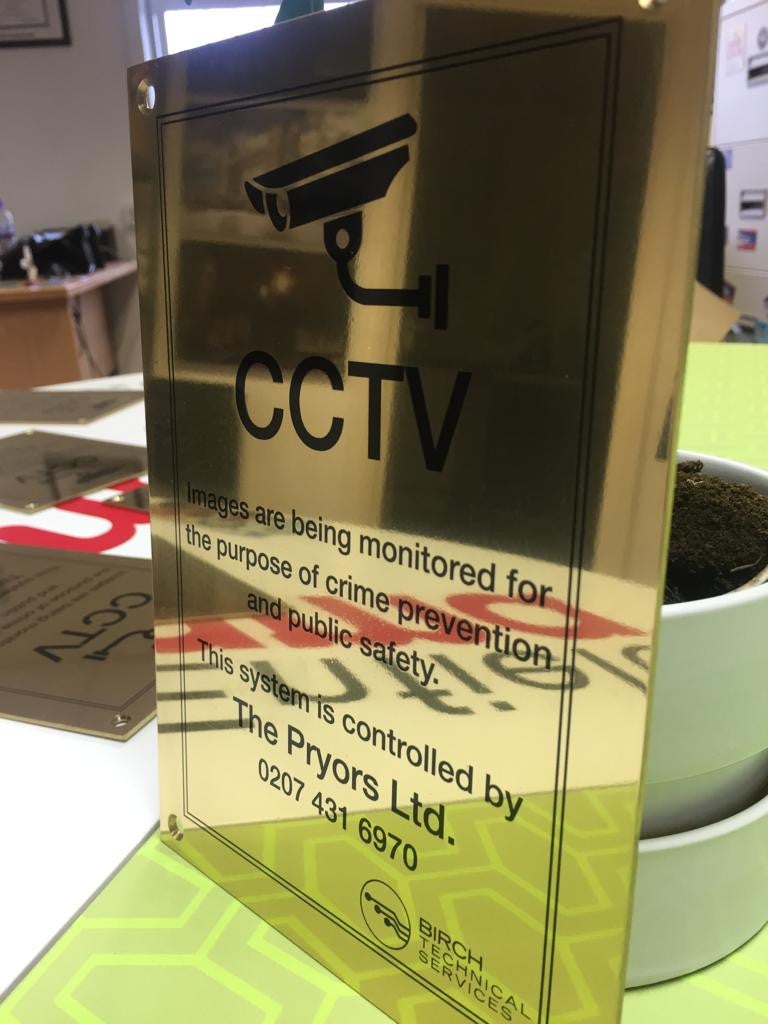 CCTV
Images are being monitored for
the purpose of crime prevention
and public safety.
This system is controlled by
The Pryors Ltd.
0207 431 6970
BIRCH
TECHNICAL
SERVICES
CCTV